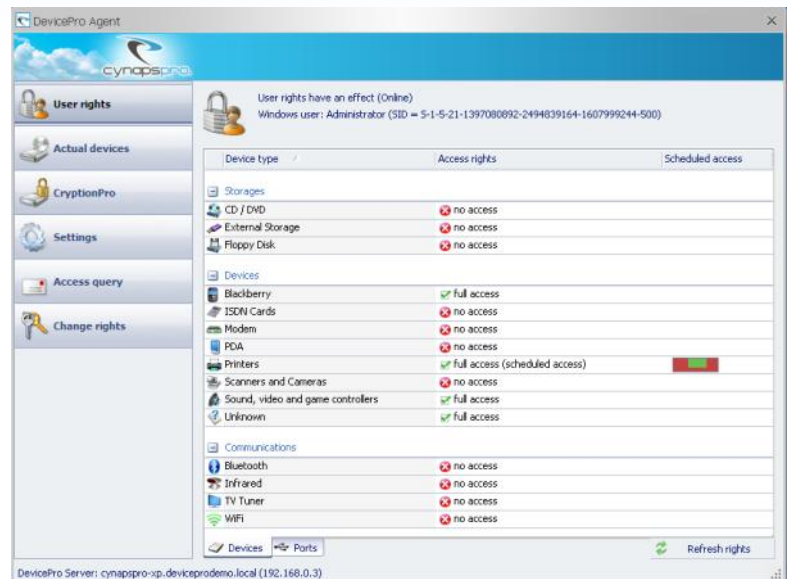 DevicePro Agent
cynapspro
User rights
Actual devices
CryptionPro
Settings
Access query
Change rights
User rights have an effect (Online)
Windows user: Administrator (SID = S-1-5-21-1397080892-2494839164-1607999244-500)
Device type Access rights Scheduled access
Storages
CD / DVD no access
External Storage no access
Floppy Disk no access
Devices
Blackberry full access
ISDN Cards no access
Modem no access
PDA no access
Printers full access (scheduled access)
Scanners and Cameras no access
Sound, video and game controllers full access
Unknown full access
Communications
Bluetooth no access
Infrared no access
TV Tuner no access
WiFi no access
Devices Ports Refresh rights
DevicePro Server: cynapspro-xp.deviceprodemo.local (192.168.0.3)